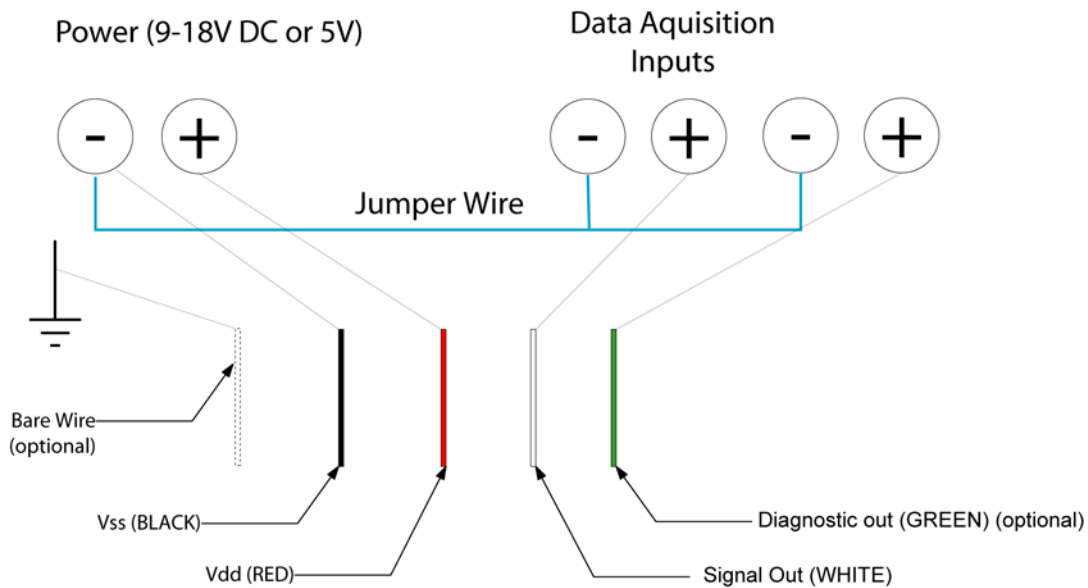 Power (9-18V DC or 5V)
Data Aquisition
Inputs
- + - + - +
Jumper Wire
Bare Wire
(optional)
Vss (BLACK)
Vdd (RED)
Diagnostic out (GREEN) (optional)
Signal Out (WHITE)